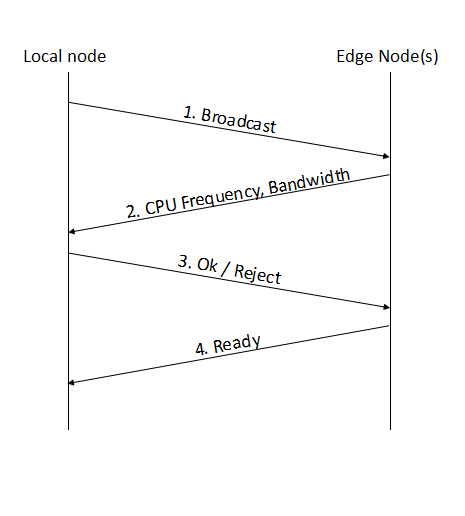 Local node
Edge Node(s)
1. Broadcast
2. CPU Frequency, Bandwidth
3. Ok / Reject
4. Ready